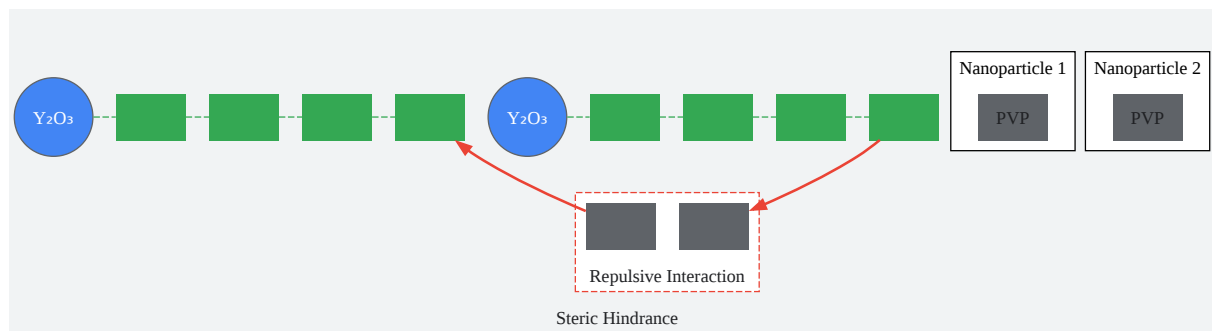 Nanoparticle 1
Nanoparticle 2
Y₂O₃
Y₂O₃
PVP
PVP
Repulsive Interaction
Steric Hindrance